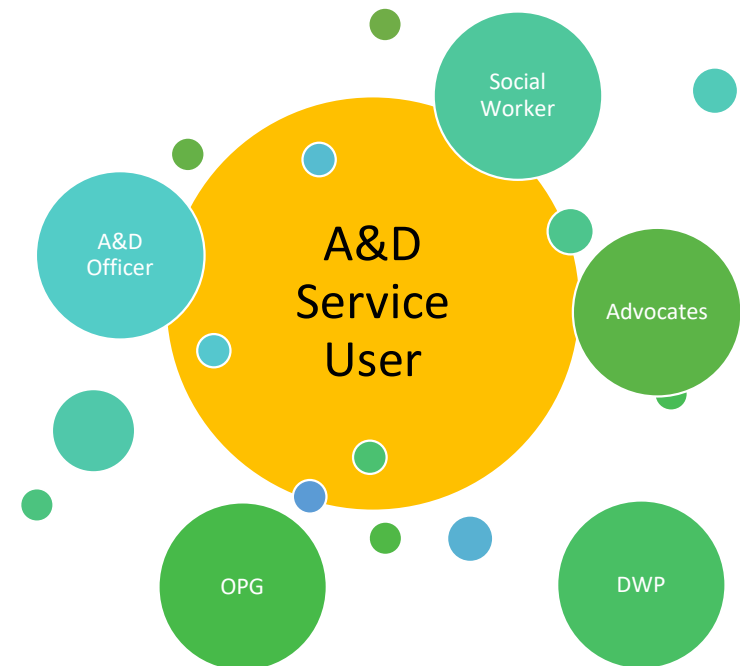 Social
Worker
A&D
Officer
A&D
Service
User
Advocates
OPG
DWP